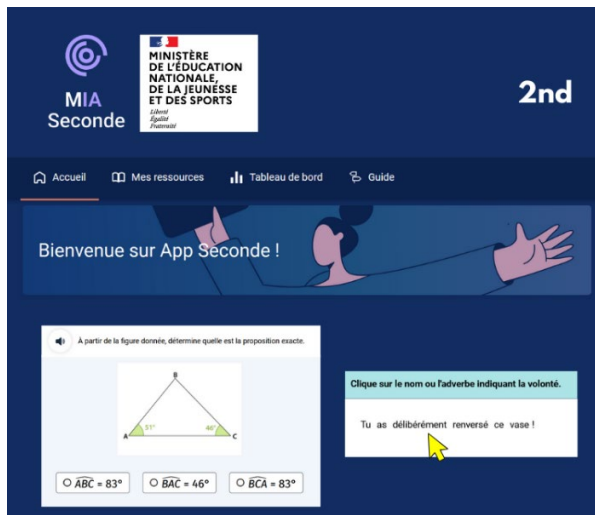 MIA
Seconde
MINISTÈRE
DE L'ÉDUCATION
NATIONALE,
DE LA JEUNESSE
ET DES SPORTS
Liberté
Égalité
Fraternité
2nd
Accueil
Mes ressources
Tableau de bord
Guide
Bienvenue sur App Seconde !
À partir de la figure donnée, détermine quelle est la proposition exacte.
B
51°
46°
A
C
ABC = 83°
BAC = 46°
BCA = 83°
Clique sur le nom ou l'adverbe indiquant la volonté.
Tu as délibérément renversé ce vase !